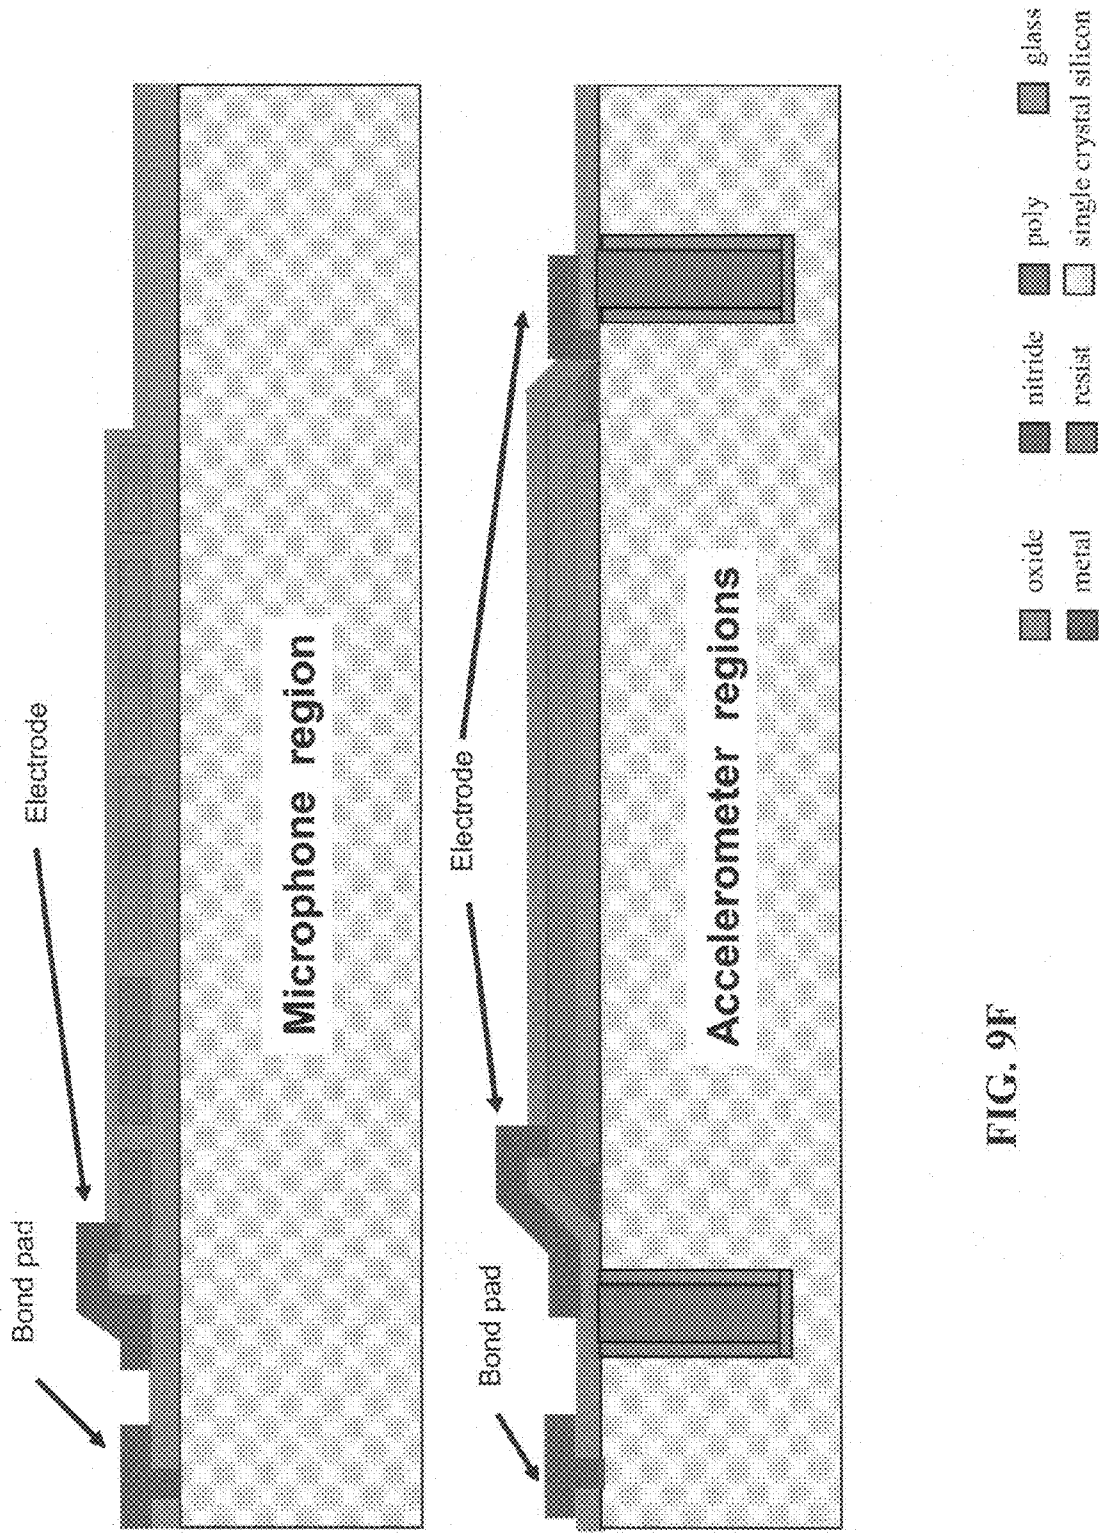 Bond pad
Electrode
Microphone region
Bond pad
Electrode
Accelerometer regions
FIG. 9F
oxide nitride poly glass
metal resist single crystal silicon